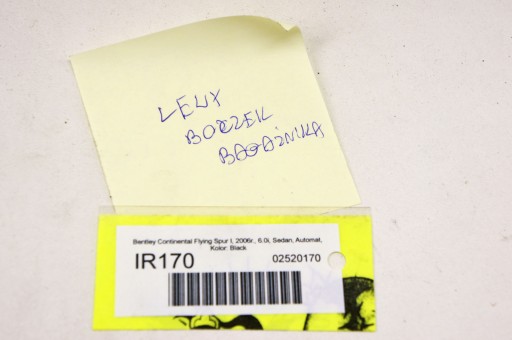 LEWY
BOCZEK
BAGAŻNIKA
Bentley Continental Flying Spur I, 2006r., 6.0i, Sedan, Automat,
Kolor: Black
IR170
02520170